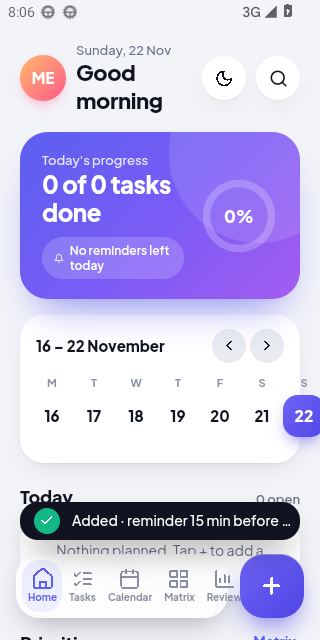 8:06
3G
ME
Sunday, 22 Nov
Good
morning
Today's progress
0 of 0 tasks
done
No reminders left
today
0%
16 – 22 November
M T W T F S S
16 17 18 19 20 21 22
Today
0 open
Added · reminder 15 min before ...
Nothing planned. Tap + to add a
Home Tasks Calendar Matrix Review
+
Matrix